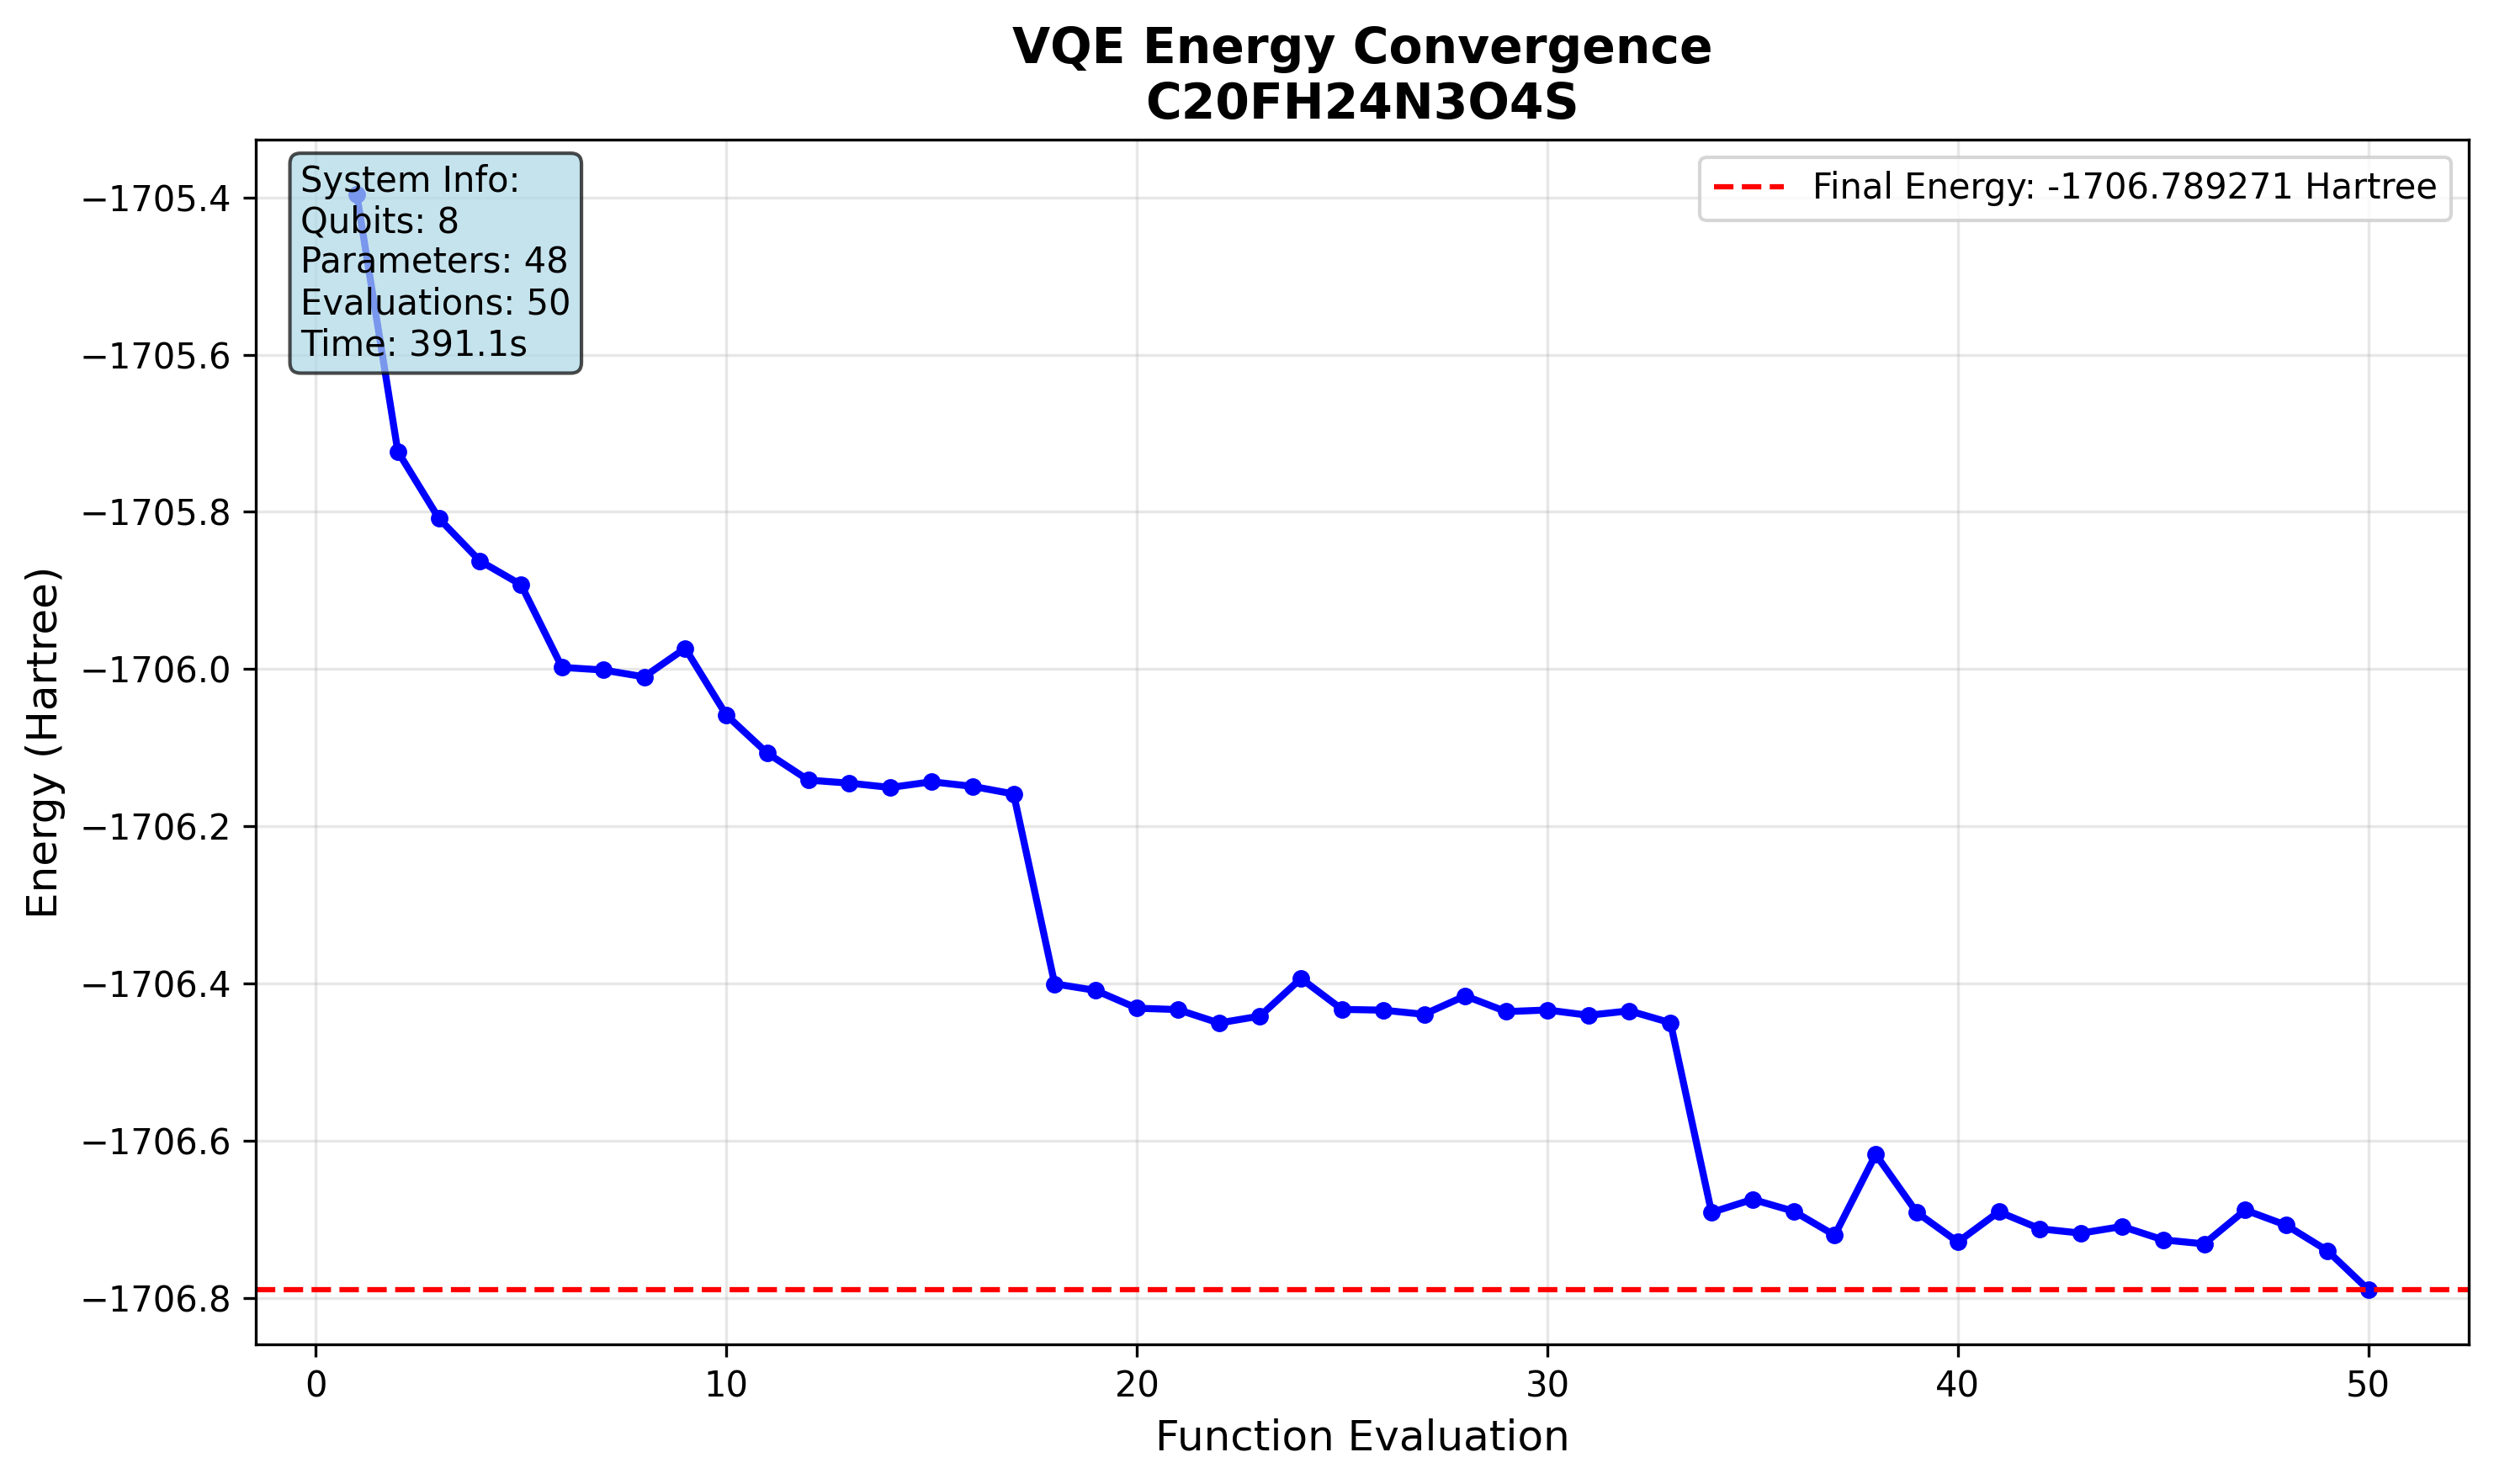 VQE Energy Convergence
C20FH24N3O4S
System Info:
Qubits: 8
Parameters: 48
Evaluations: 50
Time: 391.1s
Final Energy: -1706.789271 Hartree
Energy (Hartree)
−1705.4
−1705.6
−1705.8
−1706.0
−1706.2
−1706.4
−1706.6
−1706.8
0 10 20 30 40 50
Function Evaluation